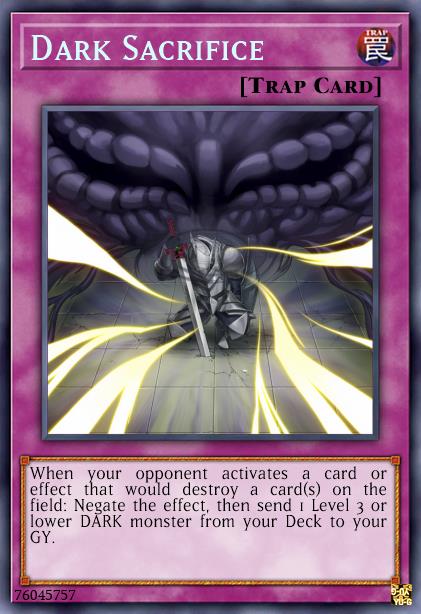 Dark Sacrifice
TRAP
罠
[Trap Card]
When your opponent activates a card or
effect that would destroy a card(s) on the
field: Negate the effect, then send 1 Level 3 or
lower DARK monster from your Deck to your
GY.
76045757